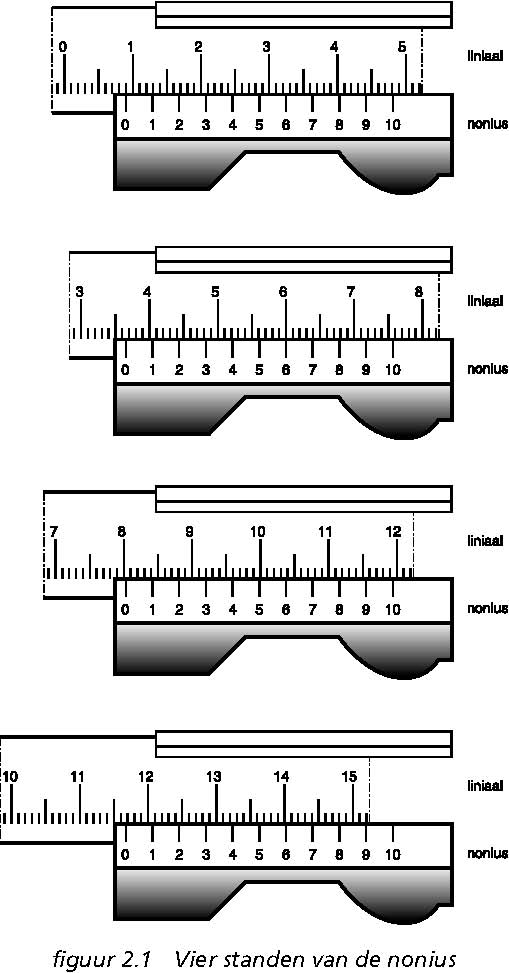 0 1 2 3 4 5 liniaal
0 1 2 3 4 5 6 7 8 9 10 nonius
3 4 5 6 7 8 liniaal
0 1 2 3 4 5 6 7 8 9 10 nonius
7 8 9 10 11 12 liniaal
0 1 2 3 4 5 6 7 8 9 10 nonius
10 11 12 13 14 15 liniaal
0 1 2 3 4 5 6 7 8 9 10 nonius
figuur 2.1 Vier standen van de nonius